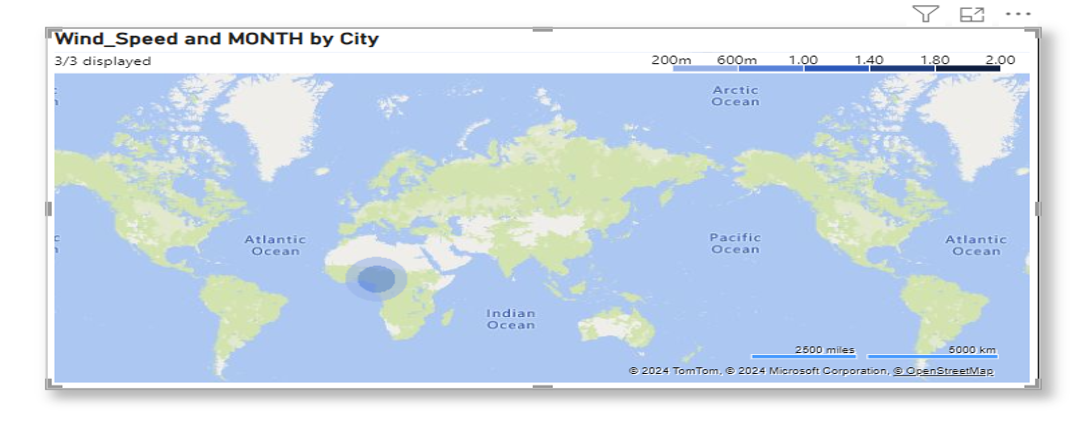 Wind_Speed and MONTH by City
3/3 displayed
200m 600m 1.00 1.40 1.80 2.00
Arctic
Ocean
Atlantic
Ocean
Pacific
Ocean
Atlantic
Ocean
Indian
Ocean
2500 miles 5000 km
© 2024 TomTom, © 2024 Microsoft Corporation, © OpenStreetMap